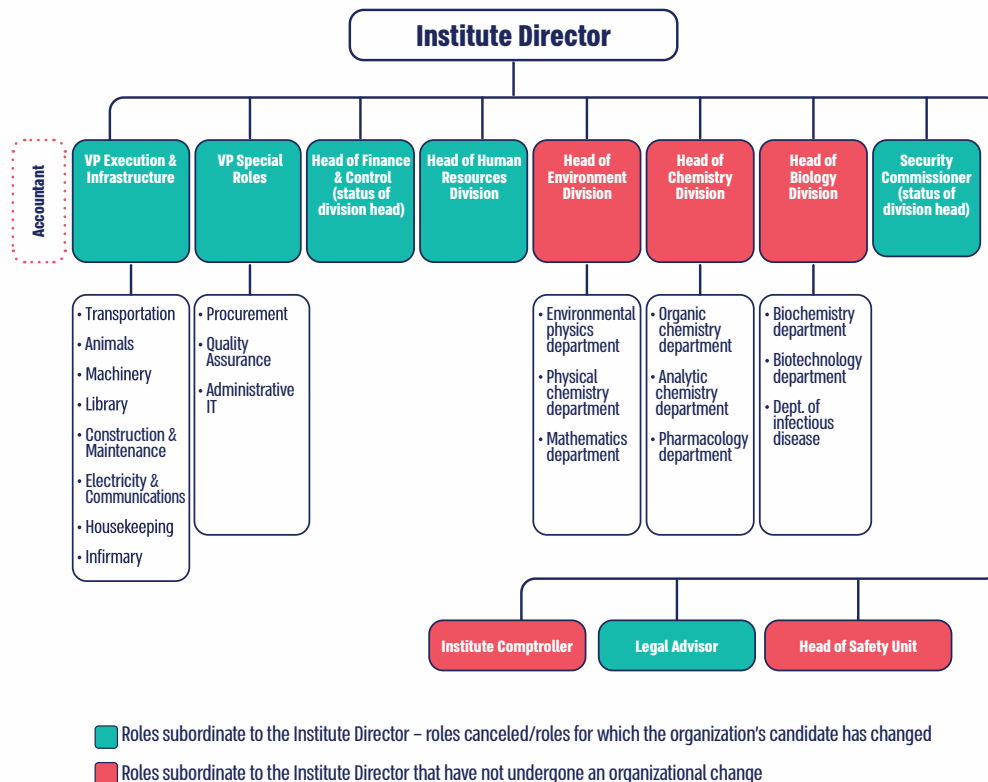 Institute Director
Accountant
VP Execution &
Infrastructure
VP Special
Roles
Head of Finance
& Control
(status of
division head)
Head of Human
Resources
Division
Head of
Environment
Division
Head of
Chemistry
Division
Head of
Biology
Division
Security
Commissioner
(status of
division head)
• Transportation
• Animals
• Machinery
• Library
• Construction &
Maintenance
• Electricity &
Communications
• Housekeeping
• Infirmary
• Procurement
• Quality
Assurance
• Administrative
IT
• Environmental
physics
department
• Physical
chemistry
department
• Mathematics
department
• Organic
chemistry
department
• Analytic
chemistry
department
• Pharmacology
department
• Biochemistry
department
• Biotechnology
department
• Dept. of
infectious
disease
Institute Comptroller
Legal Advisor
Head of Safety Unit
Roles subordinate to the Institute Director – roles canceled/roles for which the organization's candidate has changed
Roles subordinate to the Institute Director that have not undergone an organizational change